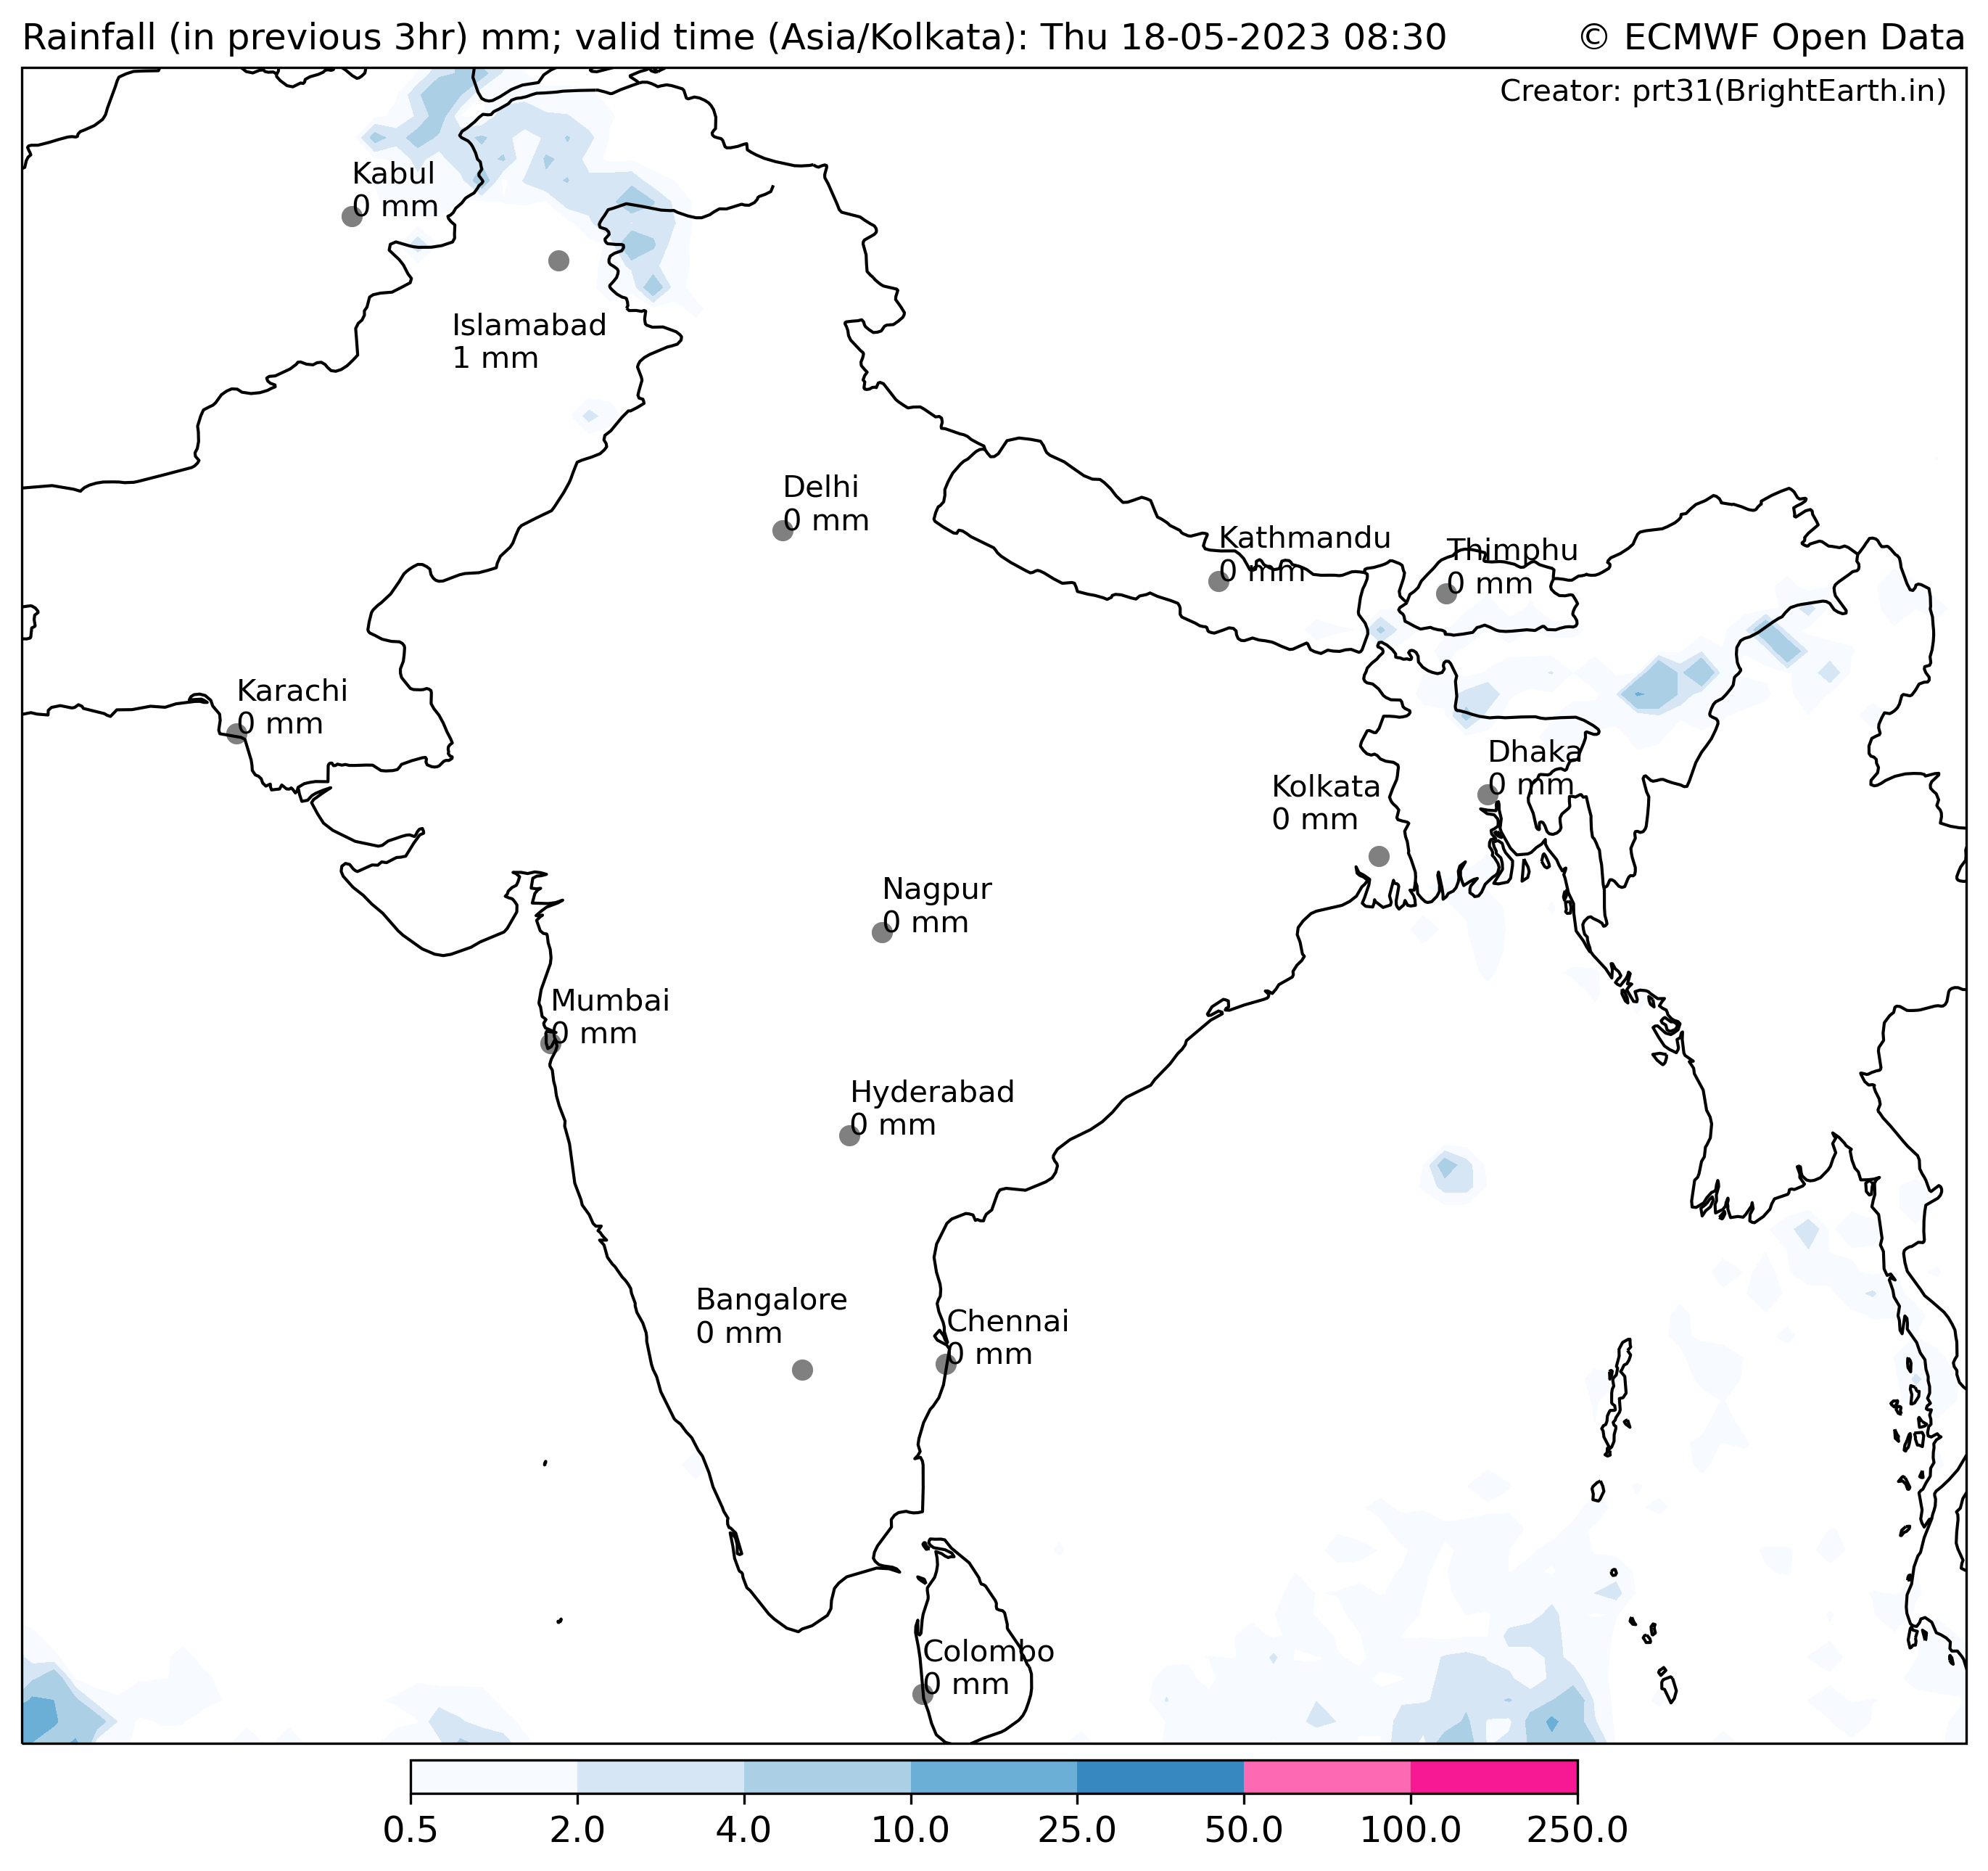 Rainfall (in previous 3hr) mm; valid time (Asia/Kolkata): Thu 18-05-2023 08:30
© ECMWF Open Data
Creator: prt31(BrightEarth.in)
Kabul
0 mm
Islamabad
1 mm
Delhi
0 mm
Kathmandu
0 mm
Thimphu
0 mm
Karachi
0 mm
Dhaka
0 mm
Kolkata
0 mm
Nagpur
0 mm
Mumbai
0 mm
Hyderabad
0 mm
Bangalore
0 mm
Chennai
0 mm
Colombo
0 mm
0.5 2.0 4.0 10.0 25.0 50.0 100.0 250.0